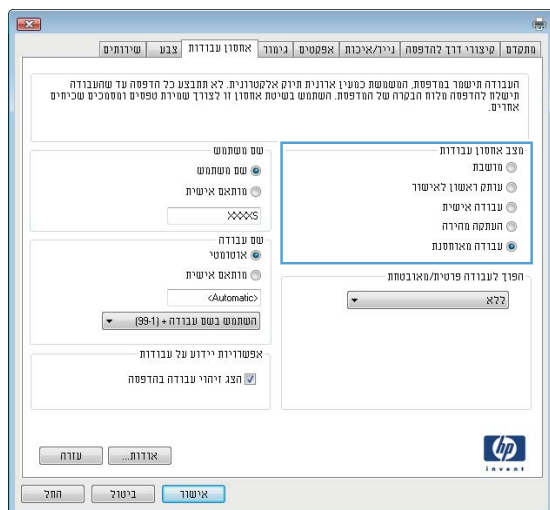 מתקדם
קיצורי דרך להדפסה
נייר/איכות
אפקטים
גימור
אחסון עבודות
צבע
שירותים
העבודה תישמר במדפסת, המשמשת כמעין ארונית תיוק אלקטרונית. לא תתבצע כל הדפסה עד שהעבודה
תישלח להדפסה מלוח הבקרה של המדפסת. השתמש בשיטת אחסון זו לצורך שמירת טפסים ומסמכים שכיחים
אחרים.
מצב אחסון עבודות
מושבת
עותק ראשון לאישור
עבודה אישית
העתקה מהירה
עבודה מאוחסנת
הפוך לעבודה פרטית/מאובטחת
ללא
שם משתמש
שם משתמש
מותאם אישית
XXXXS
שם עבודה
אוטומטי
מותאם אישית
<Automatic>
השתמש בשם עבודה + (99-1)
אפשרויות יידוע על עבודות
הצג זיהוי עבודה בהדפסה
hp
invent
אודות...
עזרה
אישור
ביטול
החל